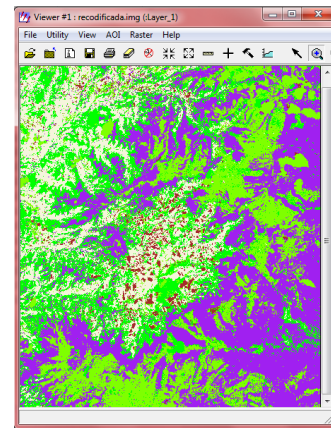 Viewer #1 : recodificada.img (:Layer_1)
File Utility View AOI Raster Help